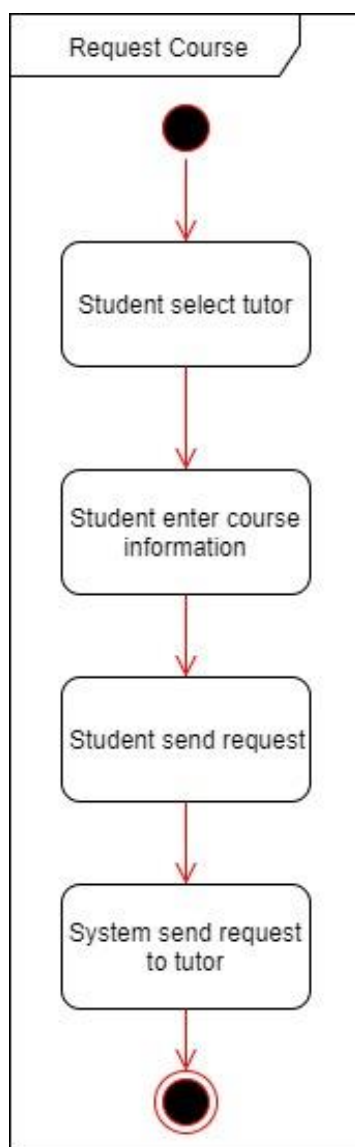 Request Course
Student select tutor
Student enter course
information
Student send request
System send request
to tutor